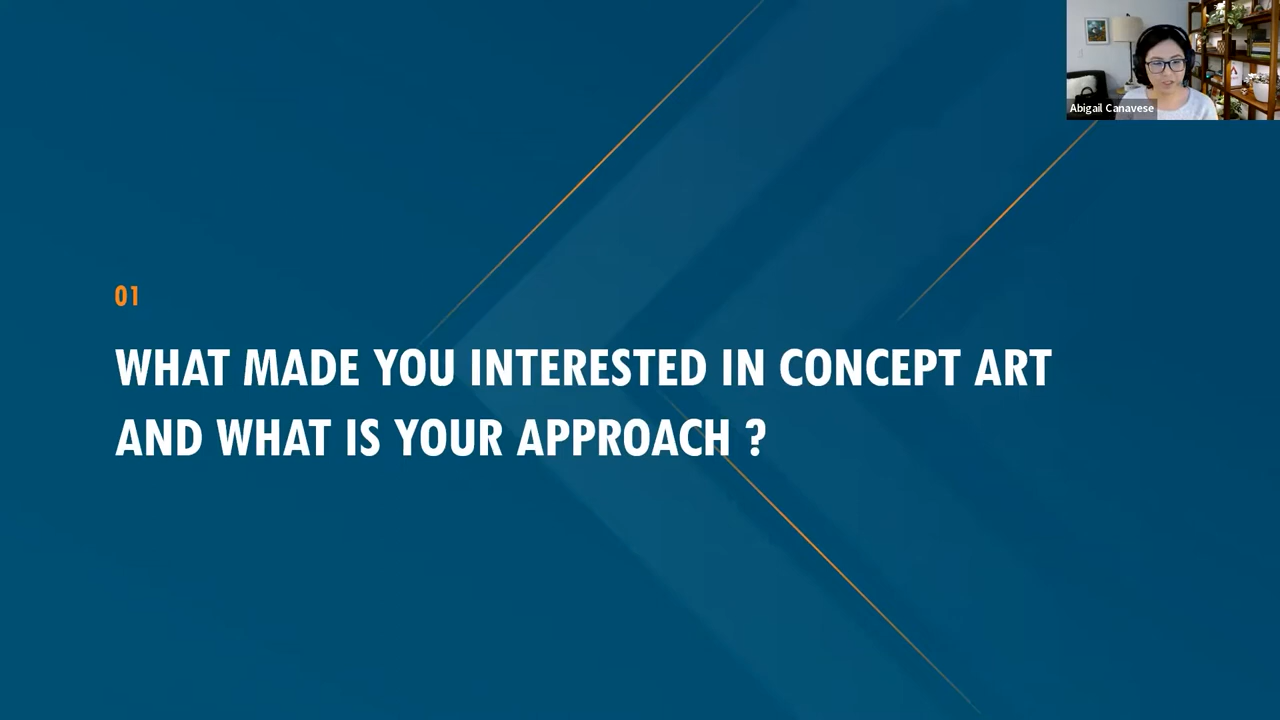 Abigail Canavese
01
WHAT MADE YOU INTERESTED IN CONCEPT ART
AND WHAT IS YOUR APPROACH ?